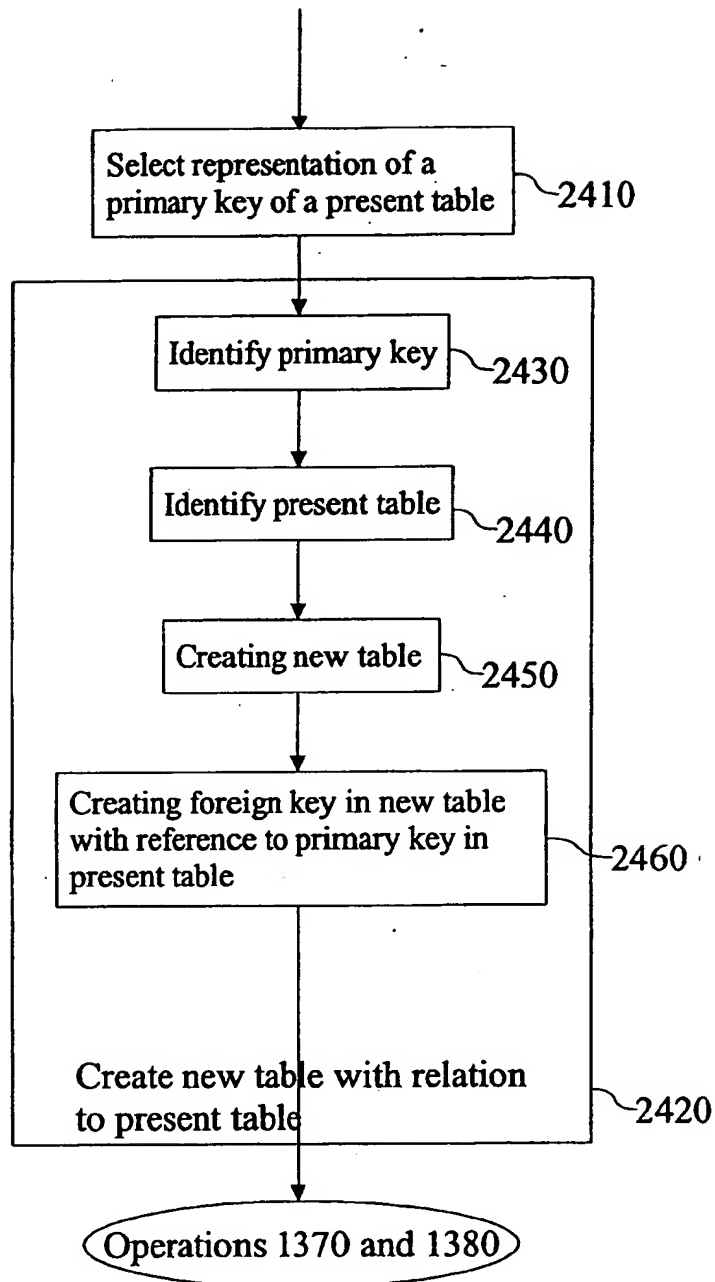 Select representation of a
primary key of a present table
2410
Identify primary key
2430
Identify present table
2440
Creating new table
2450
Creating foreign key in new table
with reference to primary key in
present table
2460
Create new table with relation
to present table
2420
Operations 1370 and 1380